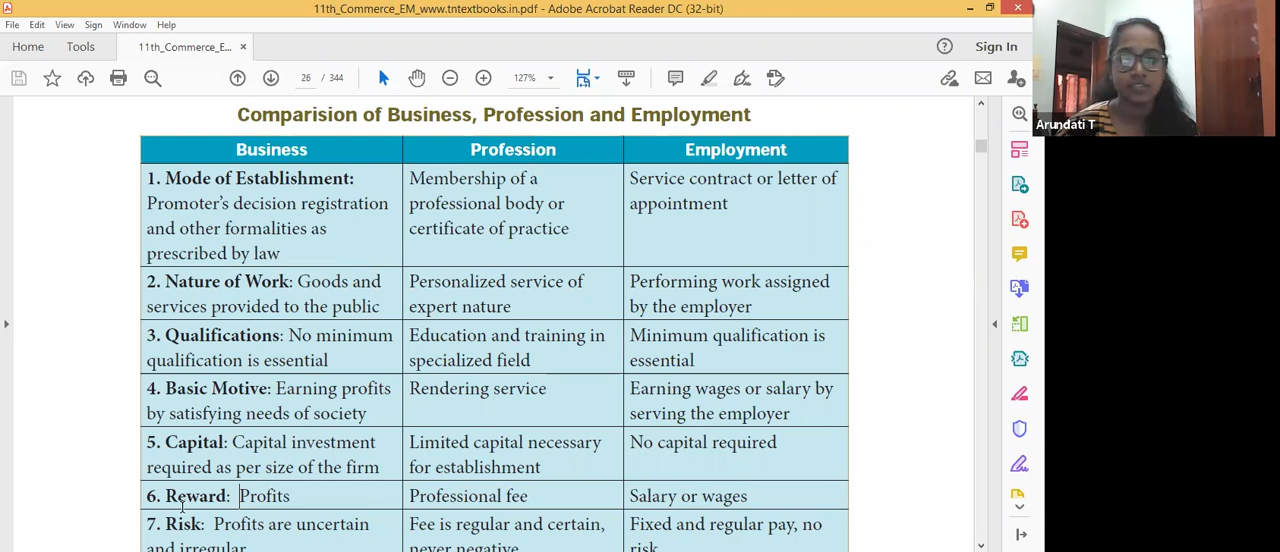 11th_Commerce_EM_www.tntextbooks.in.pdf - Adobe Acrobat Reader DC (32-bit)
File Edit View Sign Window Help
Home Tools 11th_Commerce_E... × Sign In
26 / 344 127%
Arundati T
Comparision of Business, Profession and Employment
Business Profession Employment
1. Mode of Establishment: Membership of a Service contract or letter of
Promoter's decision registration professional body or appointment
and other formalities as certificate of practice
prescribed by law
2. Nature of Work: Goods and Personalized service of Performing work assigned
services provided to the public expert nature by the employer
3. Qualifications: No minimum Education and training in Minimum qualification is
qualification is essential specialized field essential
4. Basic Motive: Earning profits Rendering service Earning wages or salary by
by satisfying needs of society serving the employer
5. Capital: Capital investment Limited capital necessary No capital required
required as per size of the firm for establishment
6. Reward: Profits Professional fee Salary or wages
7. Risk: Profits are uncertain Fee is regular and certain, Fixed and regular pay, no
and irregular never negative risk